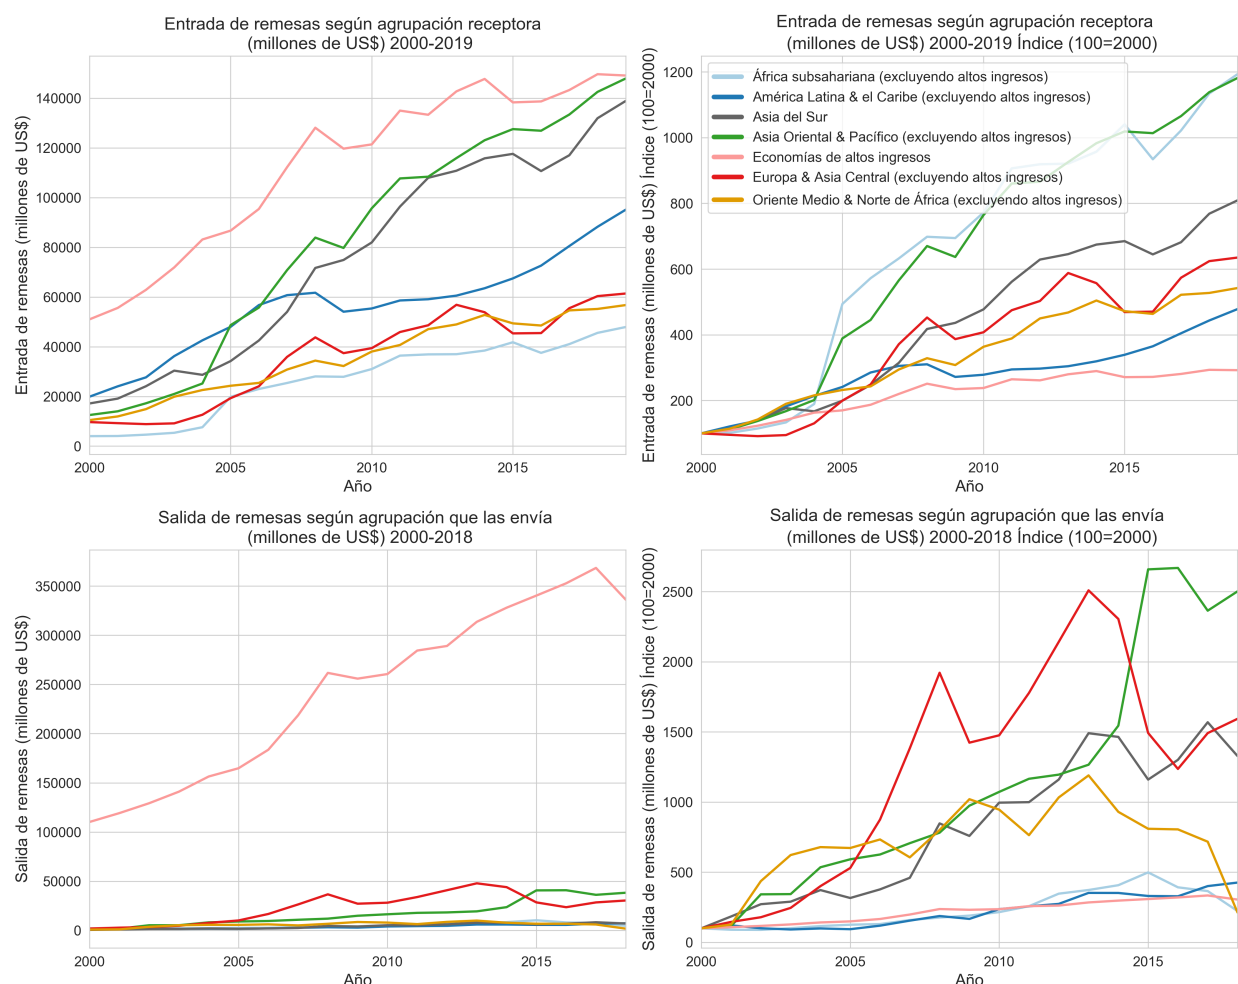 Entrada de remesas según agrupación receptora
(millones de US$) 2000-2019
Entrada de remesas (millones de US$)
140000
120000
100000
80000
60000
40000
20000
0
2000
2005
2010
2015
Año
Entrada de remesas según agrupación receptora
(millones de US$) 2000-2019 Índice (100=2000)
Entrada de remesas (millones de US$) Índice (100=2000)
1200
1000
800
600
400
200
África subsahariana (excluyendo altos ingresos)
América Latina & el Caribe (excluyendo altos ingresos)
Asia del Sur
Asia Oriental & Pacífico (excluyendo altos ingresos)
Economías de altos ingresos
Europa & Asia Central (excluyendo altos ingresos)
Oriente Medio & Norte de África (excluyendo altos ingresos)
2000
2005
2010
2015
Año
Salida de remesas según agrupación que las envía
(millones de US$) 2000-2018
Salida de remesas (millones de US$)
350000
300000
250000
200000
150000
100000
50000
0
2000
2005
2010
2015
Año
Salida de remesas según agrupación que las envía
(millones de US$) 2000-2018 Índice (100=2000)
Salida de remesas (millones de US$) Índice (100=2000)
2500
2000
1500
1000
500
0
2000
2005
2010
2015
Año